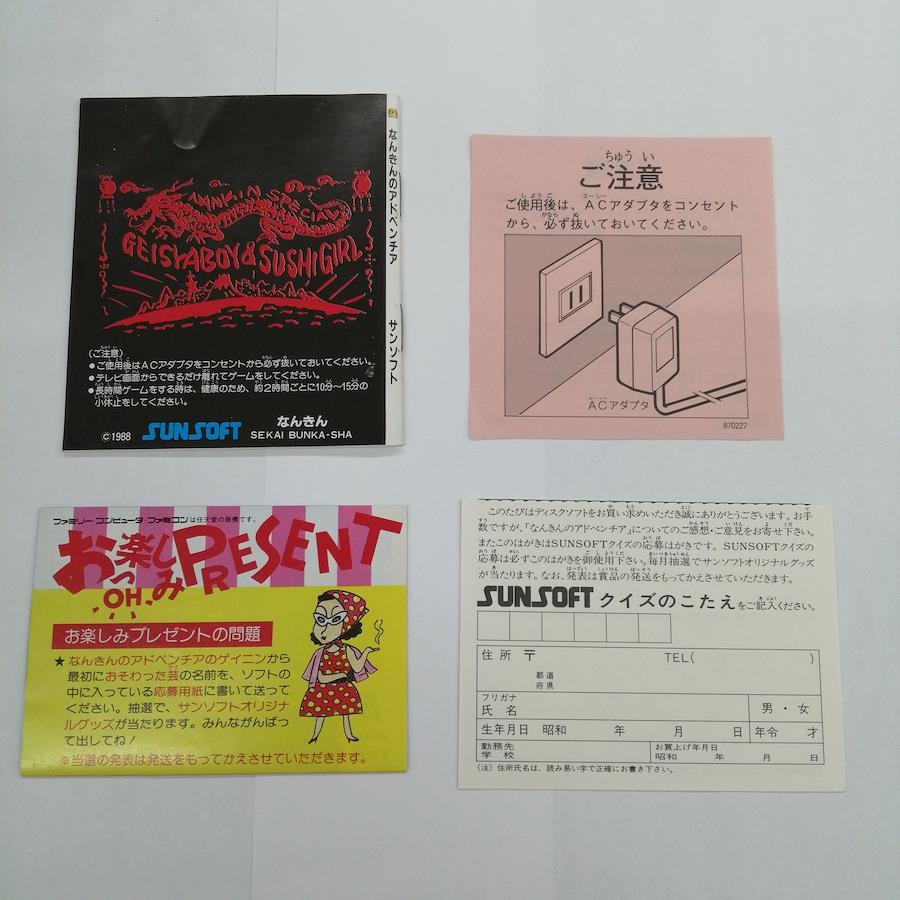 NANKIN SPECIAL
GEISYABOY & SUSHIGIRL
(ご注意)
●ご使用後はACアダプタをコンセントから必ず抜いておいてください。
●テレビ画面からできるだけ離れてゲームをしてください。
●長時間ゲームをする時は、健康のため、約2時間ごとに10分~15分の
小休止をしてください。
©1988 SUNSOFT なんきん
SEKAI BUNKA-SHA
なんきんのアドベンチア サンソフト
ちゅうい
ご注意
ご使用後は、ACアダプタをコンセント
から、必ず抜いておいてください。
エーシー
ACアダプタ
870227
ファミリーコンピュータ・ファミコンは任天堂の商標です。
お楽しみPRESENT
OH
お楽しみプレゼントの問題
★なんきんのアドベンチアのゲイニンから
最初におそわった芸の名前を、ソフトの
中に入っている応募用紙に書いて送って
ください。抽選で、サンソフトオリジナ
ルグッズが当たります。みんながんばっ
て出してね!
※当選の発表は発送をもってかえさせていただきます。
このたびはディスクソフトをお買い求めいただき誠にありがとうございます。お手
数ですが、「なんきんのアドベンチア」についてのご感想・ご意見をお寄せ下さい。
またこのはがきはSUNSOFTクイズの応募はがきです。SUNSOFTクイズの
応募は必ずこのはがきを御使用下さい。毎月抽選でサンソフトオリジナルグッズ
が当たります。なお、発表は賞品の発送をもってかえさせていただきます。
SUNSOFT クイズのこたえをご記入ください。
住所 〒 TEL( )
都道
府県
フリガナ
氏名 男・女
生年月日 昭和 年 月 日 年令 才
勤務先
学校
お買上げ年月日
昭和 年 月 日
(注)住所氏名は、読み易い字で正確にお書き下さい。